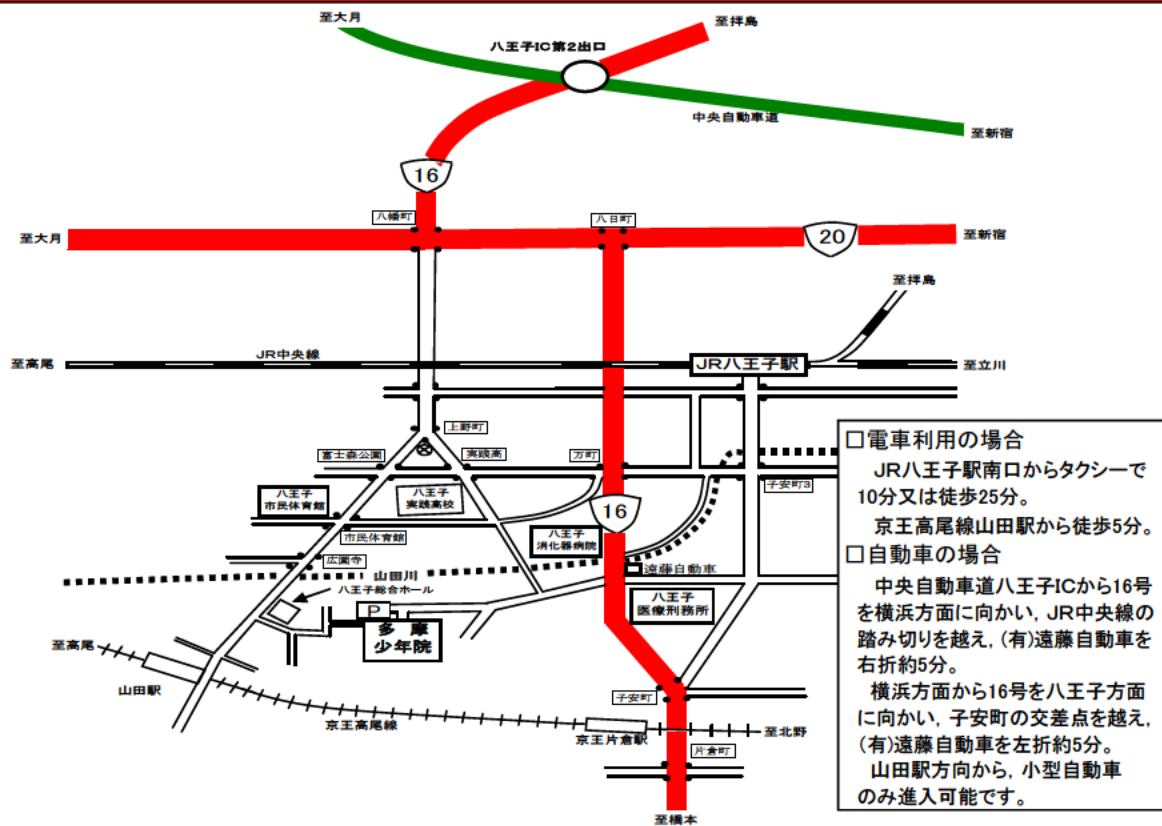 至大月
至拝島
八王子IC第2出口
中央自動車道
至新宿
16
八幡町
八日町
至大月
20
至新宿
至拝島
JR中央線
至高尾
JR八王子駅
至立川
上野町
富士森公園
実践高
万町
子安町3
八王子
市民体育館
八王子
実践高校
16
市民体育館
八王子
消化器病院
広園寺
遠藤自動車
山田川
八王子総合ホール
八王子
医療刑務所
P
多摩
少年院
至高尾
山田駅
子安町
京王高尾線
京王片倉駅
至北野
片倉町
至橋本
□電車利用の場合
JR八王子駅南口からタクシーで
10分又は徒歩25分。
京王高尾線山田駅から徒歩5分。
□自動車の場合
中央自動車道八王子ICから16号
を横浜方面に向かい，JR中央線の
踏み切りを越え，(有)遠藤自動車を
右折約5分。
横浜方面から16号を八王子方面
に向かい，子安町の交差点を越え，
(有)遠藤自動車を左折約5分。
山田駅方向から，小型自動車
のみ進入可能です。